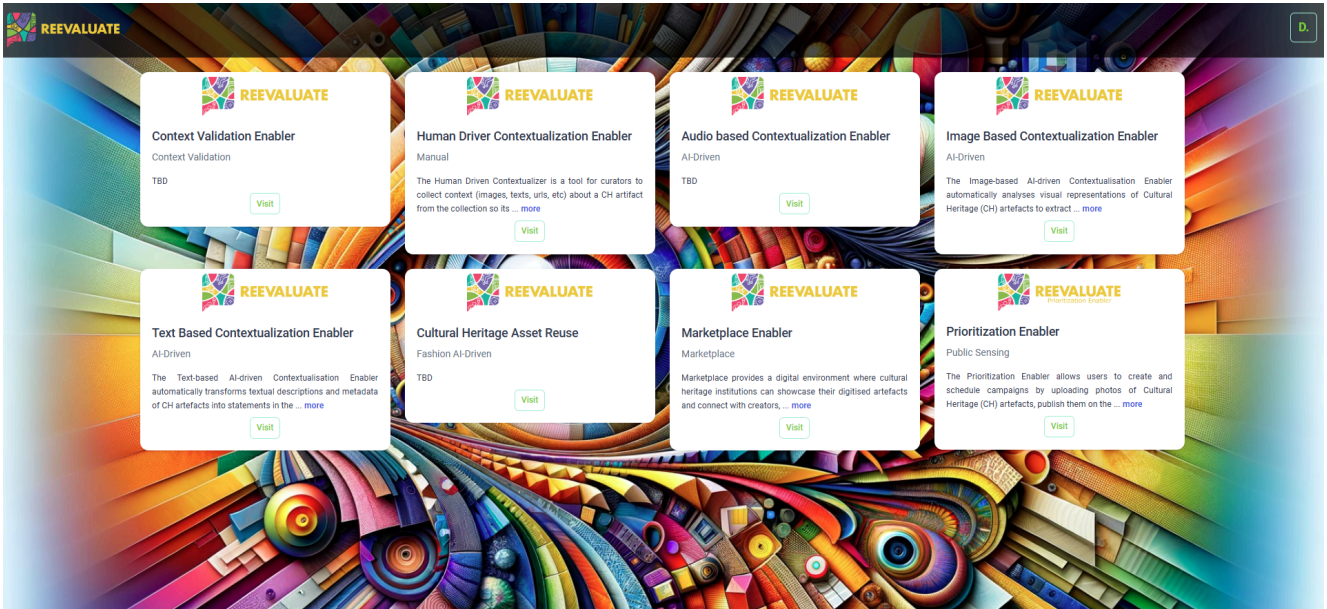 REEVALUATE
D.
REEVALUATE
Context Validation Enabler
Context Validation
TBD
Visit
REEVALUATE
Human Driver Contextualization Enabler
Manual
The Human Driven Contextualizer is a tool for curators to
collect context (images, texts, urls, etc) about a CH artifact
from the collection so its ... more
Visit
REEVALUATE
Audio based Contextualization Enabler
AI-Driven
TBD
Visit
REEVALUATE
Image Based Contextualization Enabler
AI-Driven
The Image-based AI-driven Contextualisation Enabler
automatically analyses visual representations of Cultural
Heritage (CH) artefacts to extract ... more
Visit
REEVALUATE
Text Based Contextualization Enabler
AI-Driven
The Text-based AI-driven Contextualisation Enabler
automatically transforms textual descriptions and metadata
of CH artefacts into statements in the ... more
Visit
REEVALUATE
Cultural Heritage Asset Reuse
Fashion AI-Driven
TBD
Visit
REEVALUATE
Marketplace Enabler
Marketplace
Marketplace provides a digital environment where cultural
heritage institutions can showcase their digitised artefacts
and connect with creators, ... more
Visit
REEVALUATE
Prioritization Enabler
Prioritization Enabler
Public Sensing
The Prioritization Enabler allows users to create and
schedule campaigns by uploading photos of Cultural
Heritage (CH) artefacts, publish them on the ... more
Visit